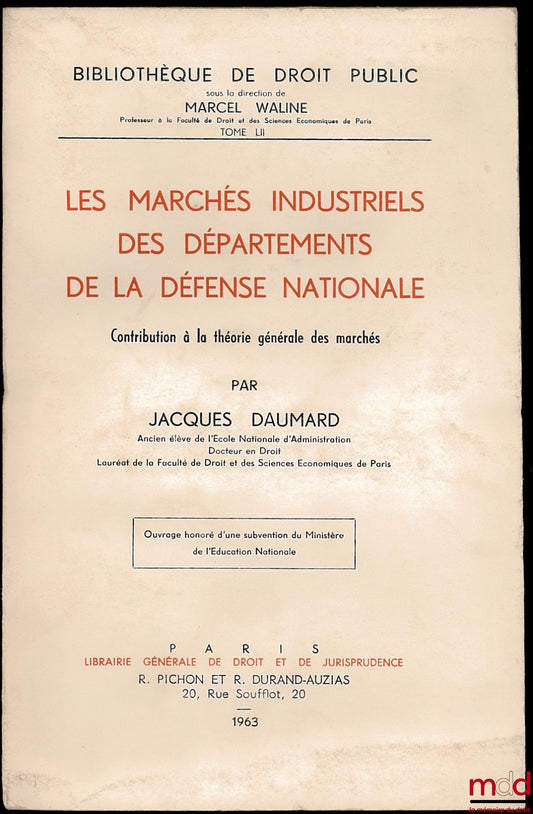 BIBLIOTHÈQUE DE DROIT PUBLIC
sous la direction de
MARCEL WALINE
Professeur à la Faculté de Droit et des Sciences Economiques de Paris
TOME LII
LES MARCHÉS INDUSTRIELS
DES DÉPARTEMENTS
DE LA DÉFENSE NATIONALE
Contribution à la théorie générale des marchés
PAR
JACQUES DAUMARD
Ancien élève de l'Ecole Nationale d'Administration
Docteur en Droit
Lauréat de la Faculté de Droit et des Sciences Economiques de Paris
Ouvrage honoré d'une subvention du Ministère
de l'Education Nationale
PARIS
LIBRAIRIE GÉNÉRALE DE DROIT ET DE JURISPRUDENCE
R. PICHON ET R. DURAND-AUZIAS
20, Rue Soufflot, 20
1963
mdd
la mémoire du droit